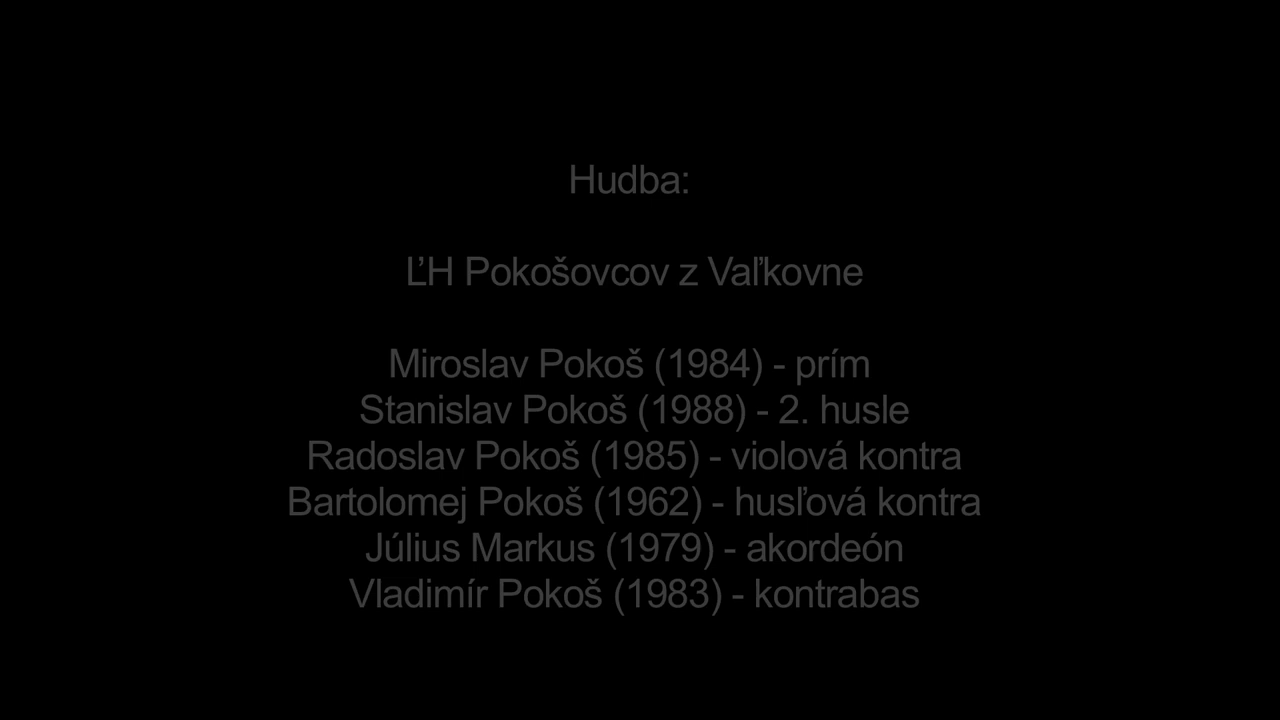 Hudba:
ĽH Pokošovcov z Vaľkovne
Miroslav Pokoš (1984) - prím
Stanislav Pokoš (1988) - 2. husle
Radoslav Pokoš (1985) - violová kontra
Bartolomej Pokoš (1962) - husľová kontra
Július Markus (1979) - akordeón
Vladimír Pokoš (1983) - kontrabas